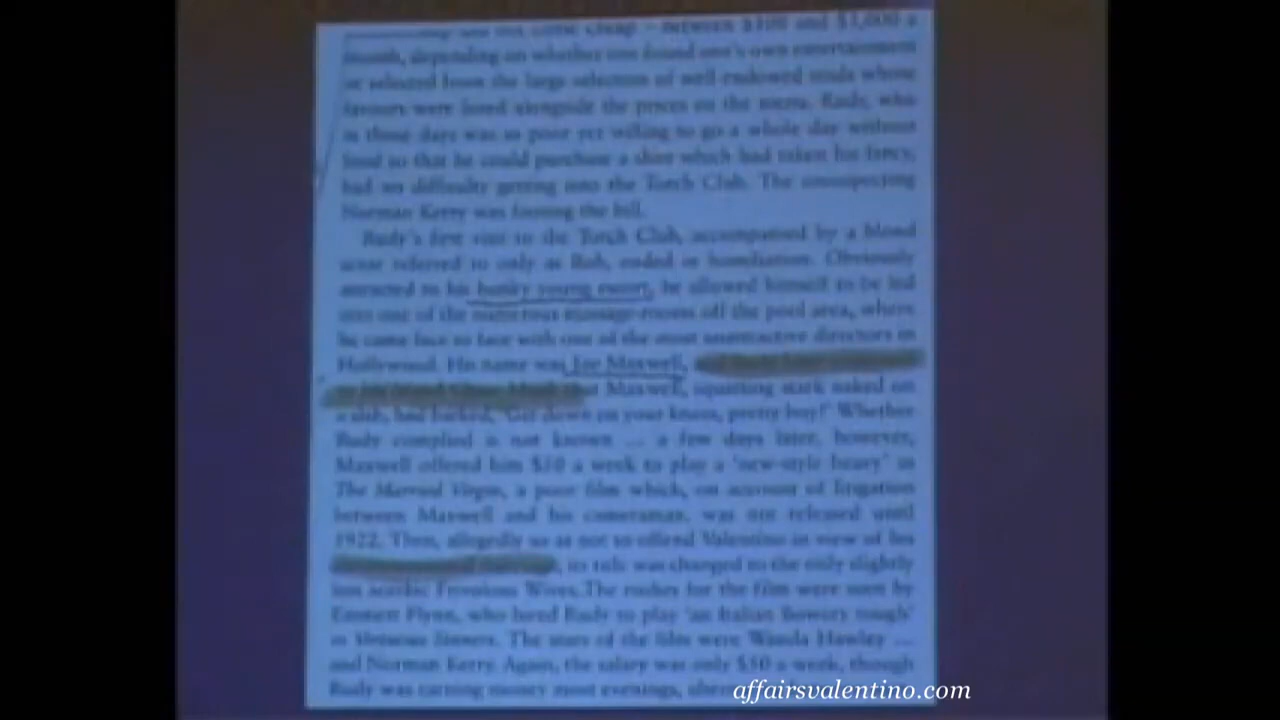 come cheap – between $100 and $1,000 a
month, depending on whether one found one's own entertainment
or selected from the large selection of well-endowed studs whose
favours were listed alongside the prices on the menu. Rudy, who
in those days was so poor yet willing to go a whole day without
food so that he could purchase a shirt which had taken his fancy,
had no difficulty getting into the Torch Club. The unsuspecting
Norman Kerry was footing the bill.
Rudy's first visit to the Torch Club, accompanied by a blond
actor referred to only as Bob, ended in humiliation. Obviously
attracted to his hunky young escort, he allowed himself to be led
into one of the numerous massage-rooms off the pool area, where
he came face to face with one of the most unattractive directors in
Hollywood. His name was Joe Maxwell,
Maxwell, squatting stark naked on
a slab, had barked, 'Get down on your knees, pretty boy!' Whether
Rudy complied is not known ... a few days later, however,
Maxwell offered him $50 a week to play a 'new-style heavy' in
The Married Virgin, a poor film which, on account of litigation
between Maxwell and his cameraman, was not released until
1922. Then, allegedly so as not to offend Valentino in view of his
, its title was changed to the only slightly
less acerbic Frivolous Wives. The rushes for the film were seen by
Emmett Flynn, who hired Rudy to play 'an Italian Bowery tough'
in Virtuous Sinners. The stars of the film were Wanda Hawley ...
and Norman Kerry. Again, the salary was only $50 a week, though
Rudy was earning money most evenings,
affairsvalentino.com